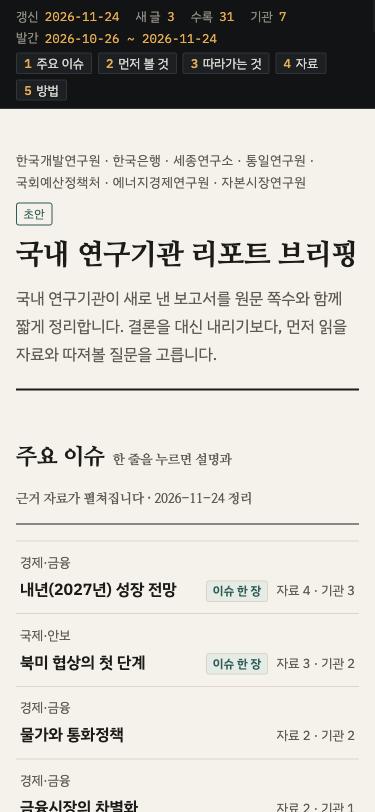 갱신 2026-11-24 새 글 3 수록 31 기관 7
발간 2026-10-26 ~ 2026-11-24
1 주요 이슈 2 먼저 볼 것 3 따라가는 것 4 자료
5 방법
한국개발연구원 · 한국은행 · 세종연구소 · 통일연구원 ·
국회예산정책처 · 에너지경제연구원 · 자본시장연구원
초안
국내 연구기관 리포트 브리핑
국내 연구기관이 새로 낸 보고서를 원문 쪽수와 함께
짧게 정리합니다. 결론을 대신 내리기보다, 먼저 읽을
자료와 따져볼 질문을 고릅니다.
주요 이슈 한 줄을 누르면 설명과
근거 자료가 펼쳐집니다 · 2026-11-24 정리
경제·금융
내년(2027년) 성장 전망 이슈 한 장 자료 4 · 기관 3
국제·안보
북미 협상의 첫 단계 이슈 한 장 자료 3 · 기관 2
경제·금융
물가와 통화정책 자료 2 · 기관 2
경제·금융
금융시장의 차별화 자료 2 · 기관 1